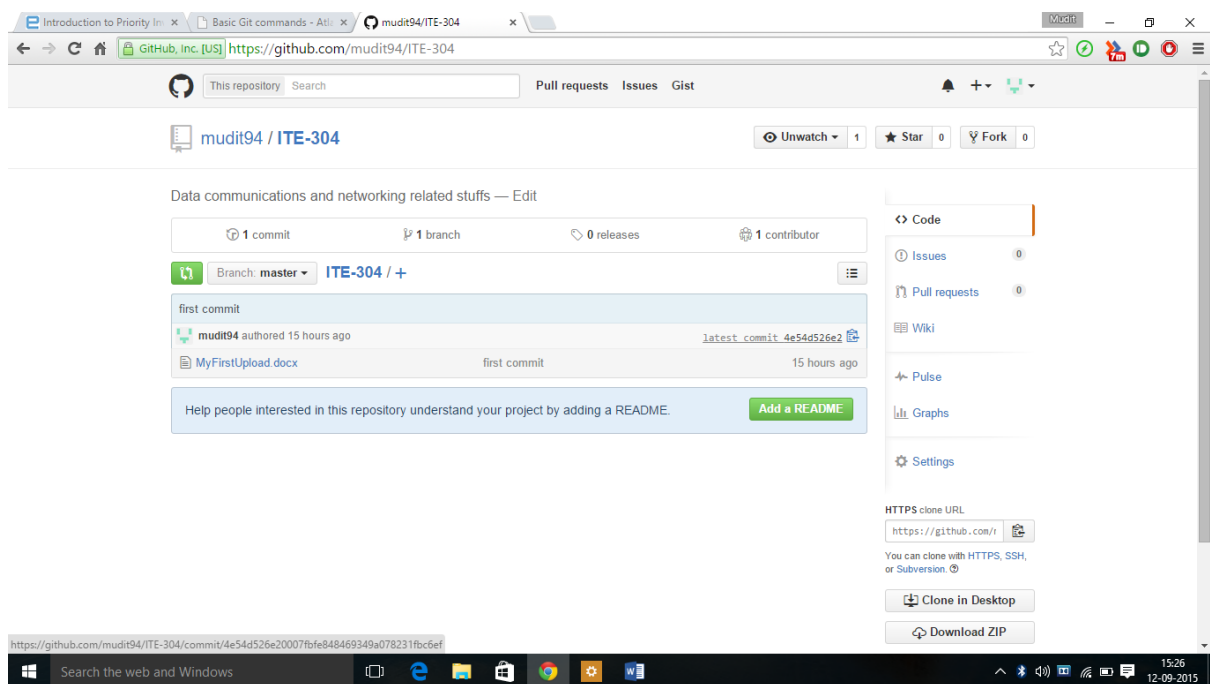 Introduction to Priority In
Basic Git commands - Atla
mudit94/ITE-304
Mudit
GitHub, Inc. [US] https://github.com/mudit94/ITE-304
7m
This repository Search
Pull requests Issues Gist
mudit94 / ITE-304
Unwatch 1
Star 0
Fork 0
Data communications and networking related stuffs — Edit
1 commit
1 branch
0 releases
1 contributor
Branch: master
ITE-304 / +
first commit
mudit94 authored 15 hours ago
latest commit 4e54d526e2
MyFirstUpload.docx first commit 15 hours ago
Help people interested in this repository understand your project by adding a README.
Add a README
<> Code
Issues 0
Pull requests 0
Wiki
Pulse
Graphs
Settings
HTTPS clone URL
https://github.com/r
You can clone with HTTPS, SSH,
or Subversion.
Clone in Desktop
Download ZIP
https://github.com/mudit94/ITE-304/commit/4e54d526e20007fbfe848469349a078231fbc6ef
Search the web and Windows
15:26
12-09-2015